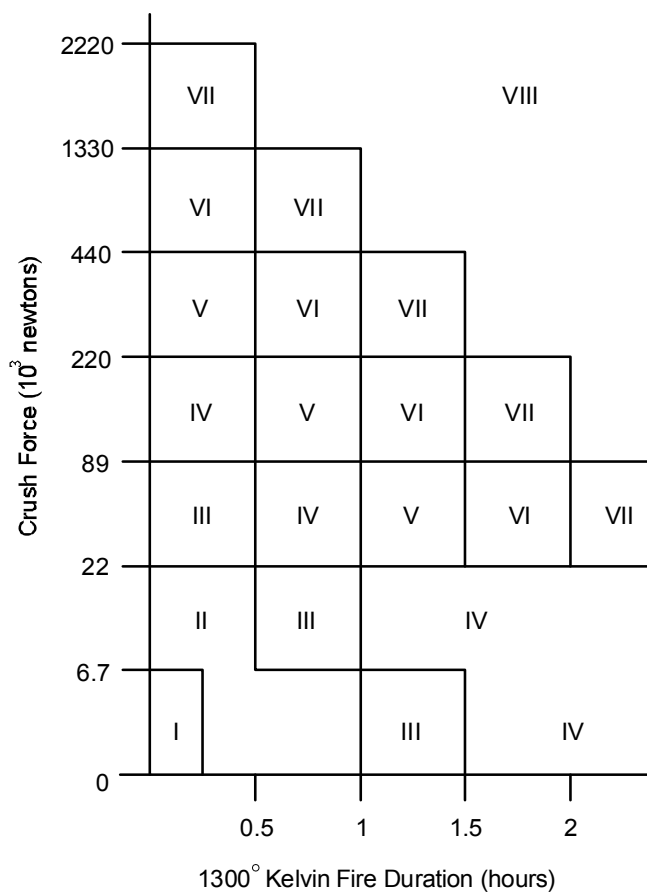 2220
VII VIII
1330
VI VII
440
V VI VII
220
IV V VI VII
89
III IV V VI VII
22
II III IV
6.7
I III IV
0
0.5 1 1.5 2
1300° Kelvin Fire Duration (hours)
Crush Force (10³ newtons)